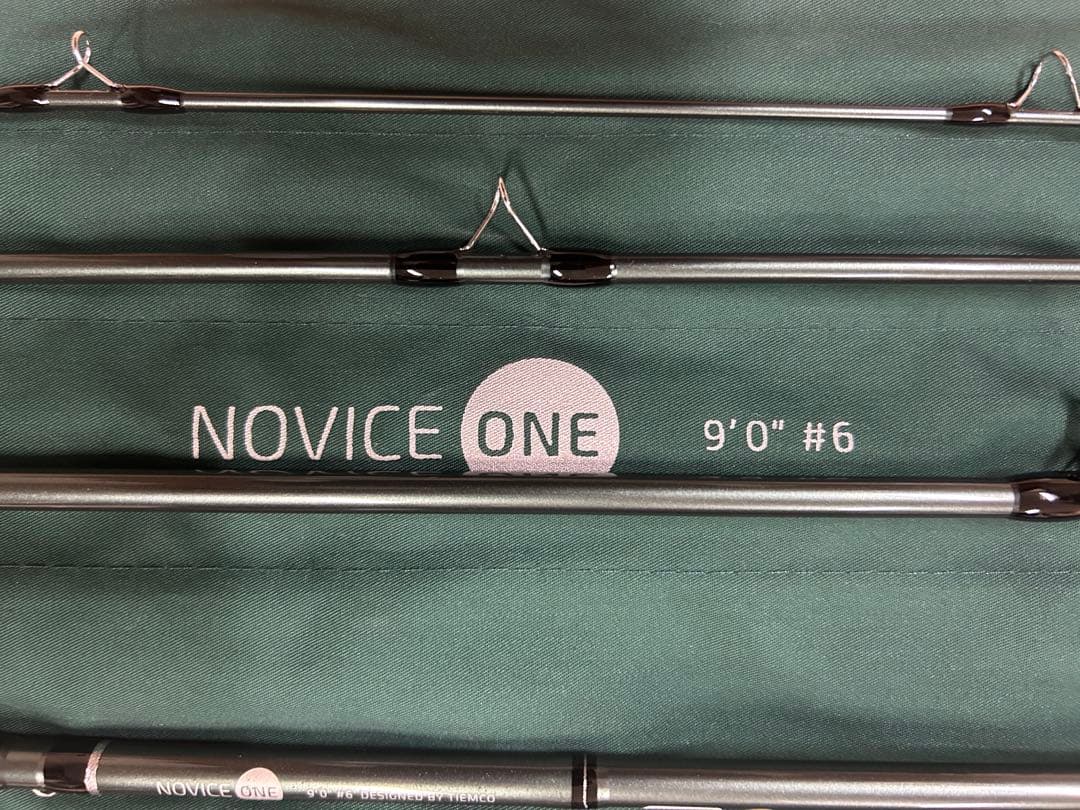 NOVICE ONE 9'0" #6
NOVICE ONE 9'0" #6 DESIGNED BY TIEMCO